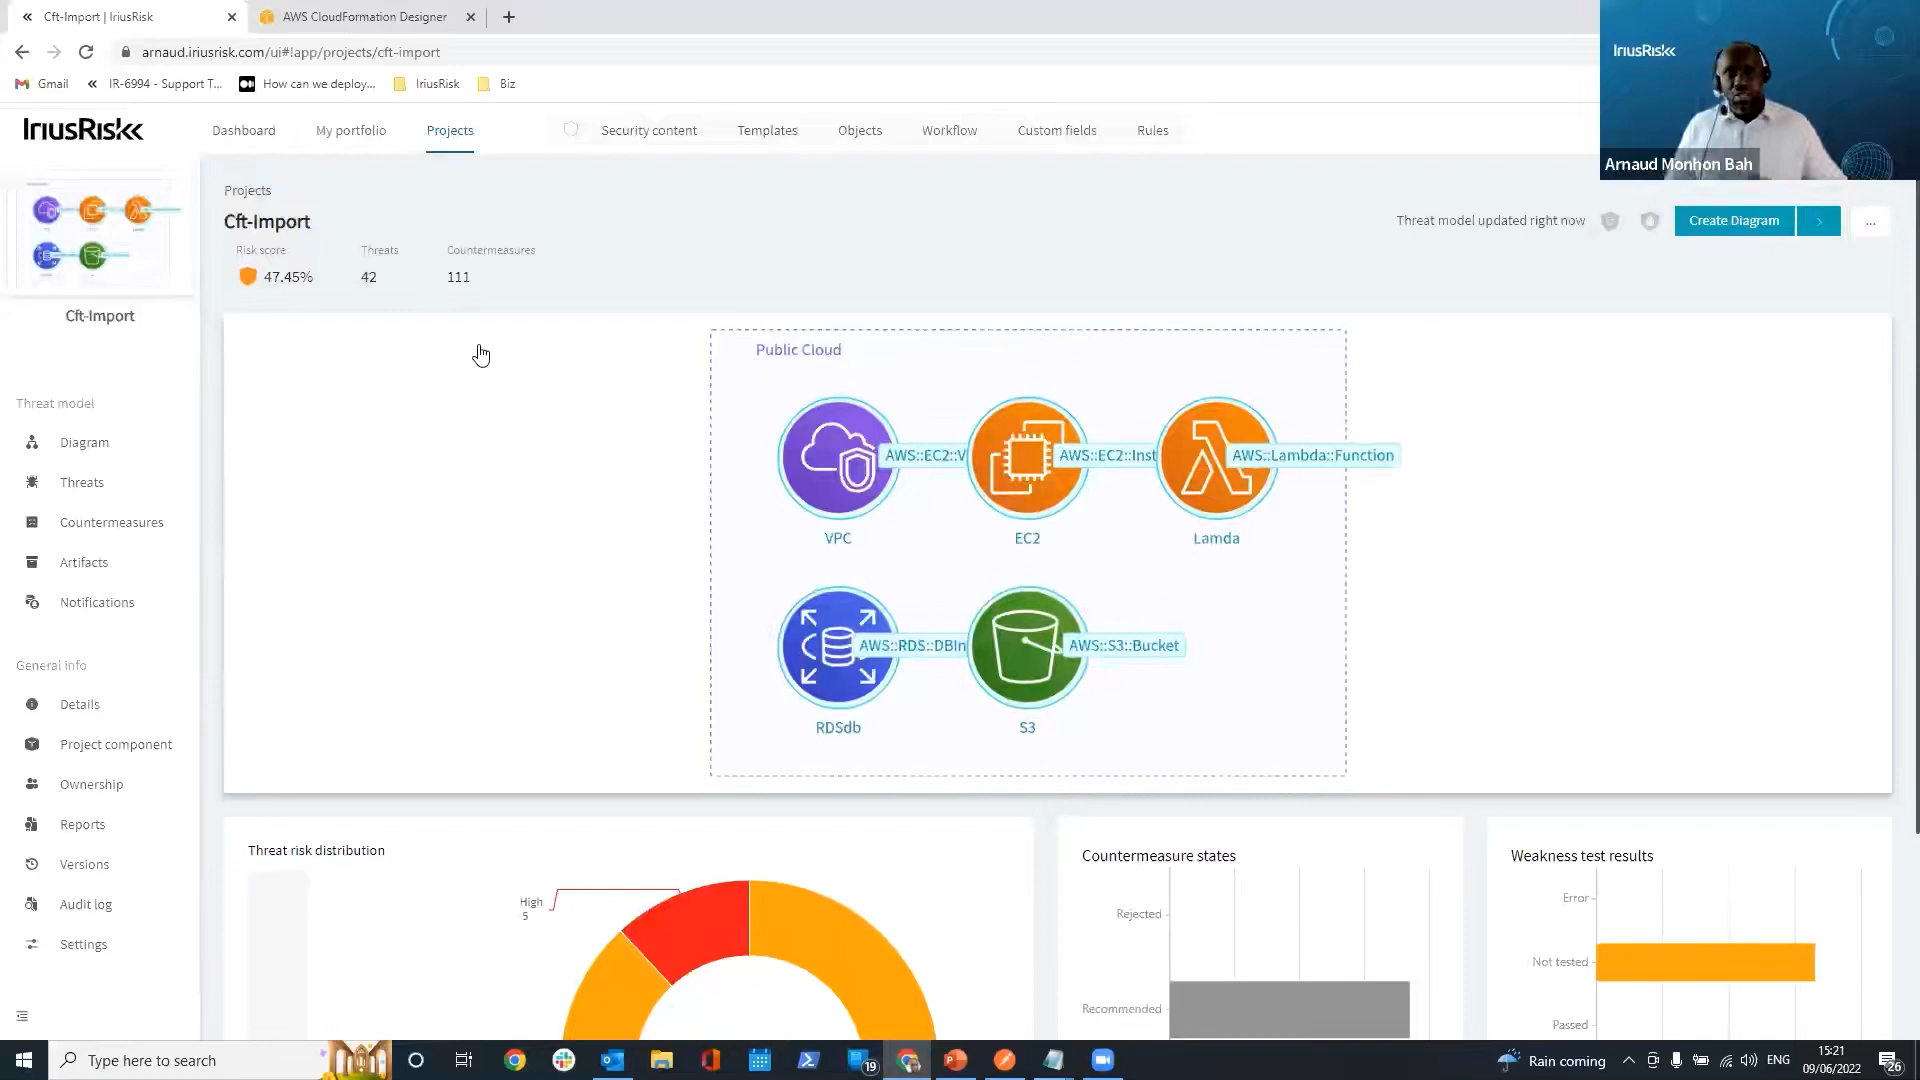 Cft-Import | IriusRisk
AWS CloudFormation Designer
arnaud.iriusrisk.com/ui#!app/projects/cft-import
Gmail
IR-6994 - Support T...
How can we deploy...
IriusRisk
Biz
IriusRisk
Arnaud Monhon Bah
IriusRisk
Dashboard
My portfolio
Projects
Security content
Templates
Objects
Workflow
Custom fields
Rules
Projects
Cft-Import
Threat model updated right now
Create Diagram
...
Risk score
Threats
Countermeasures
47.45%
42
111
Cft-Import
Threat model
Diagram
Threats
Countermeasures
Artifacts
Notifications
General info
Details
Project component
Ownership
Reports
Versions
Audit log
Settings
Public Cloud
AWS::EC2::V
AWS::EC2::Inst
AWS::Lambda::Function
VPC
EC2
Lamda
AWS::RDS::DBIn
AWS::S3::Bucket
RDSdb
S3
Threat risk distribution
High
5
Countermeasure states
Rejected
Recommended
Weakness test results
Error
Not tested
Passed
Type here to search
19
Rain coming
ENG
15:21
09/06/2022
26